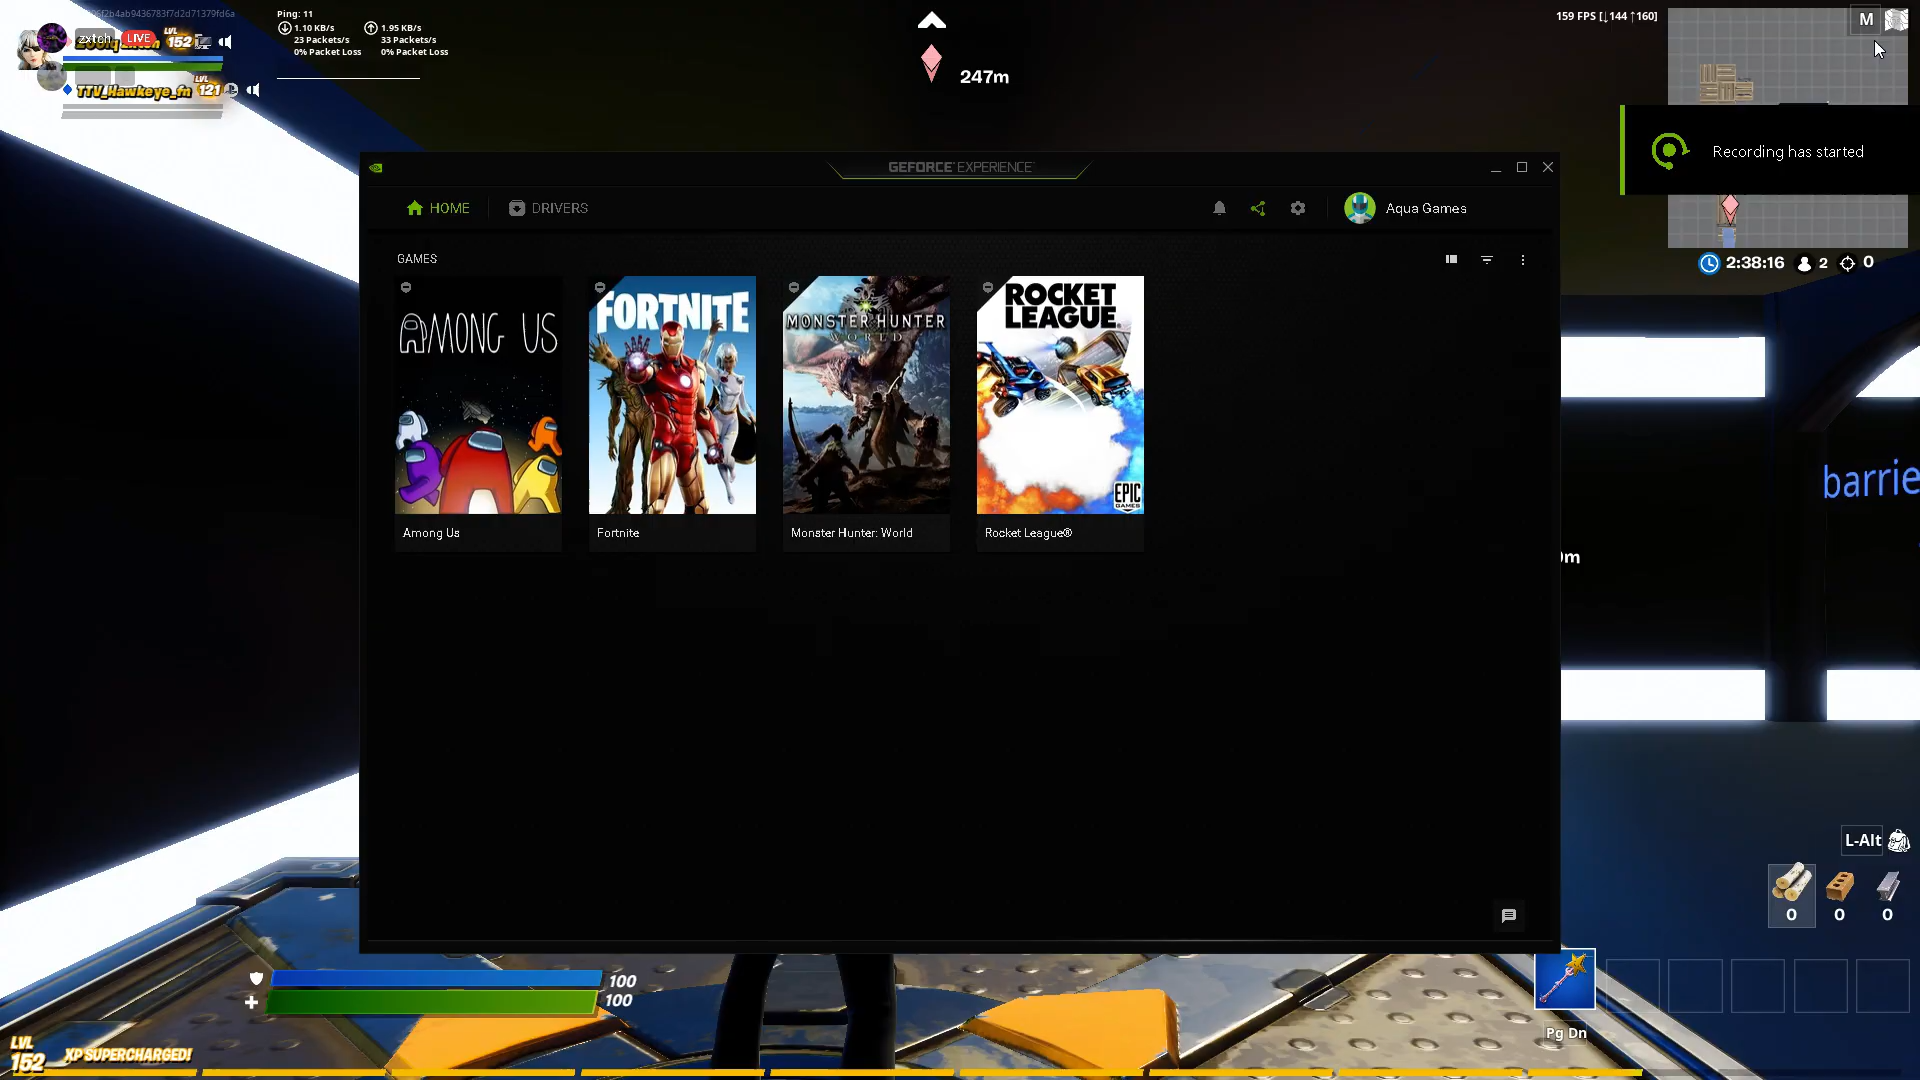 Ping: 11
1.10 KB/s 1.95 KB/s
23 Packets/s 33 Packets/s
0% Packet Loss 0% Packet Loss
zxtch LIVE LVL 152
TTV_Hawkeye_fn LVL 121
247m
159 FPS [↓144 ↑160]
M
Recording has started
2:38:16 2 0
GEFORCE EXPERIENCE
HOME DRIVERS
Aqua Games
GAMES
AMONG US
FORTNITE
MONSTER HUNTER
WORLD
ROCKET
LEAGUE
EPIC
GAMES
Among Us
Fortnite
Monster Hunter: World
Rocket League®
barrie
m
L-Alt
0 0 0
100
100
Pg Dn
LVL
152 XP SUPERCHARGED!